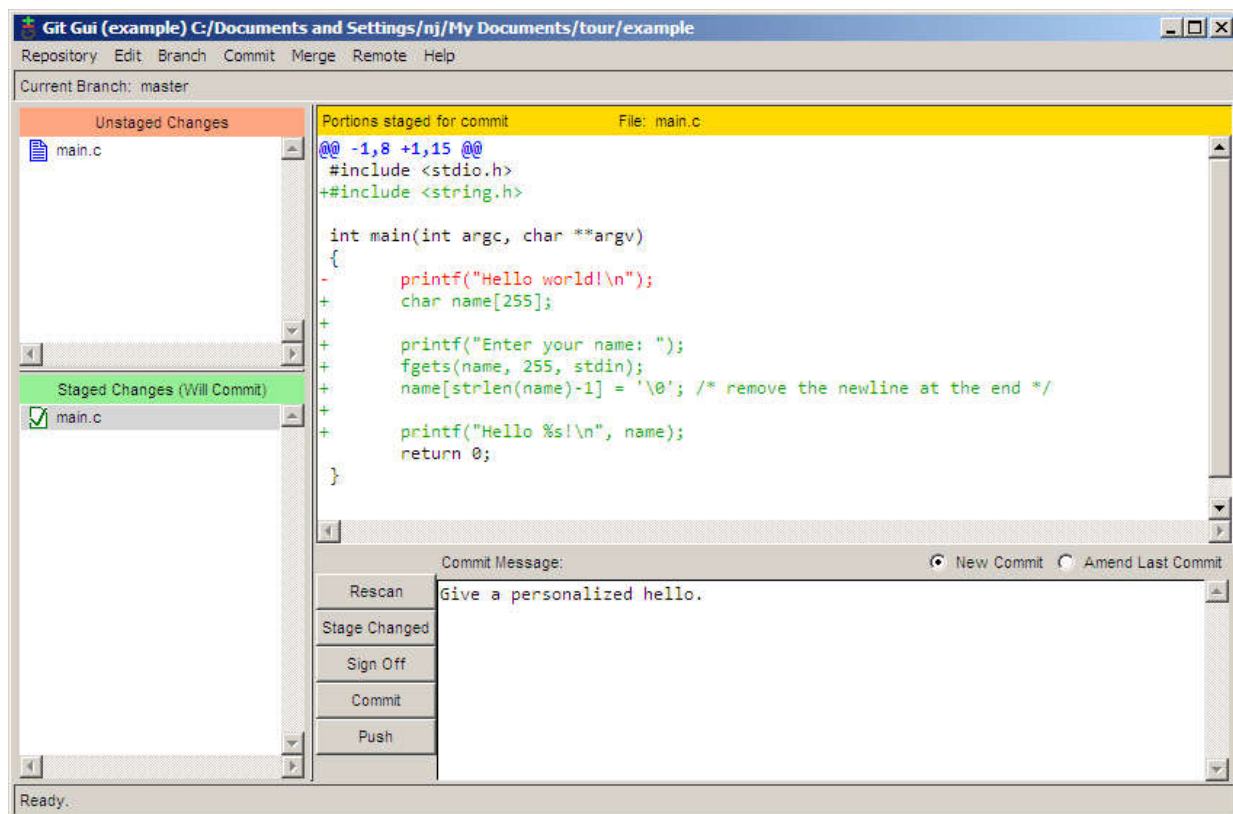 Git Gui (example) C:/Documents and Settings/nj/My Documents/tour/example
Repository Edit Branch Commit Merge Remote Help
Current Branch: master
Unstaged Changes
main.c
Staged Changes (Will Commit)
main.c
Portions staged for commit File: main.c
@@ -1,8 +1,15 @@
 #include <stdio.h>
+#include <string.h>

 int main(int argc, char **argv)
 {
-        printf("Hello world!\n");
+        char name[255];
+
+        printf("Enter your name: ");
+        fgets(name, 255, stdin);
+        name[strlen(name)-1] = '\0'; /* remove the newline at the end */
+
+        printf("Hello %s!\n", name);
         return 0;
 }
Commit Message:
New Commit Amend Last Commit
Rescan
Stage Changed
Sign Off
Commit
Push
Give a personalized hello.
Ready.